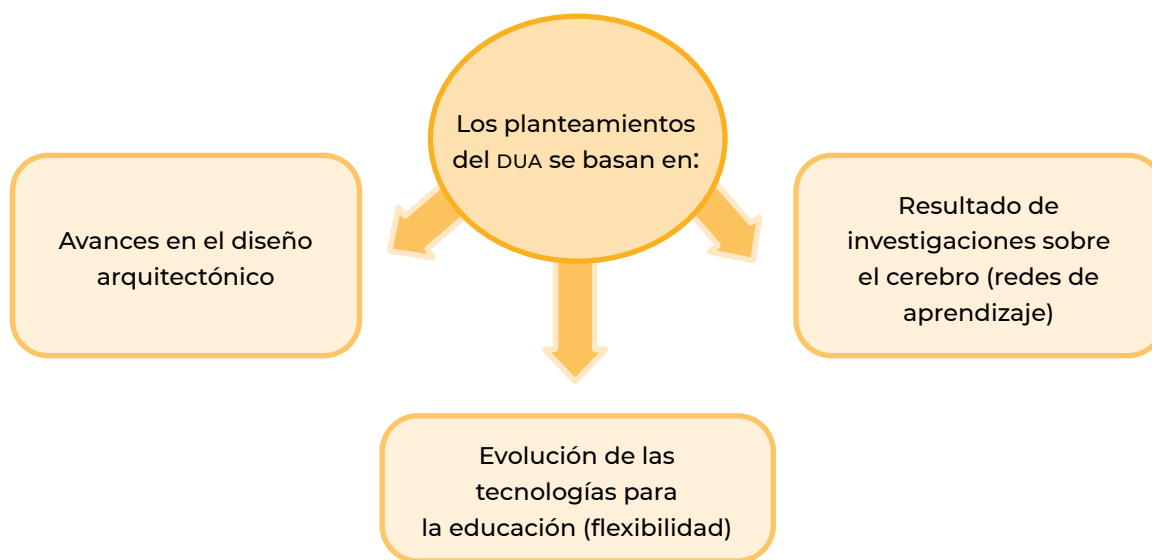 Los planteamientos
del DUA se basan en:
Avances en el diseño
arquitectónico
Resultado de
investigaciones sobre
el cerebro (redes de
aprendizaje)
Evolución de las
tecnologías para
la educación (flexibilidad)